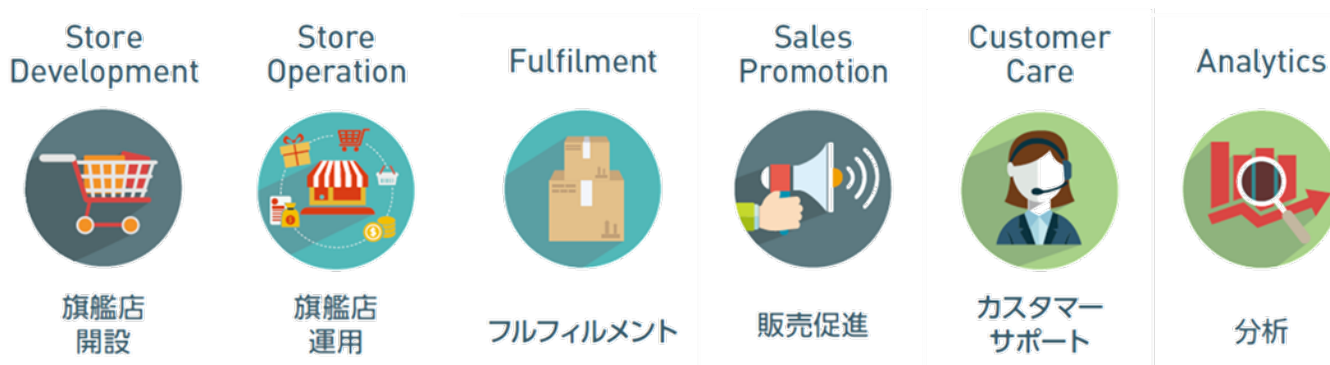 Store
Development
Store
Operation
Fulfilment
Sales
Promotion
Customer
Care
Analytics
旗艦店
開設
旗艦店
運用
フルフィルメント
販売促進
カスタマー
サポート
分析